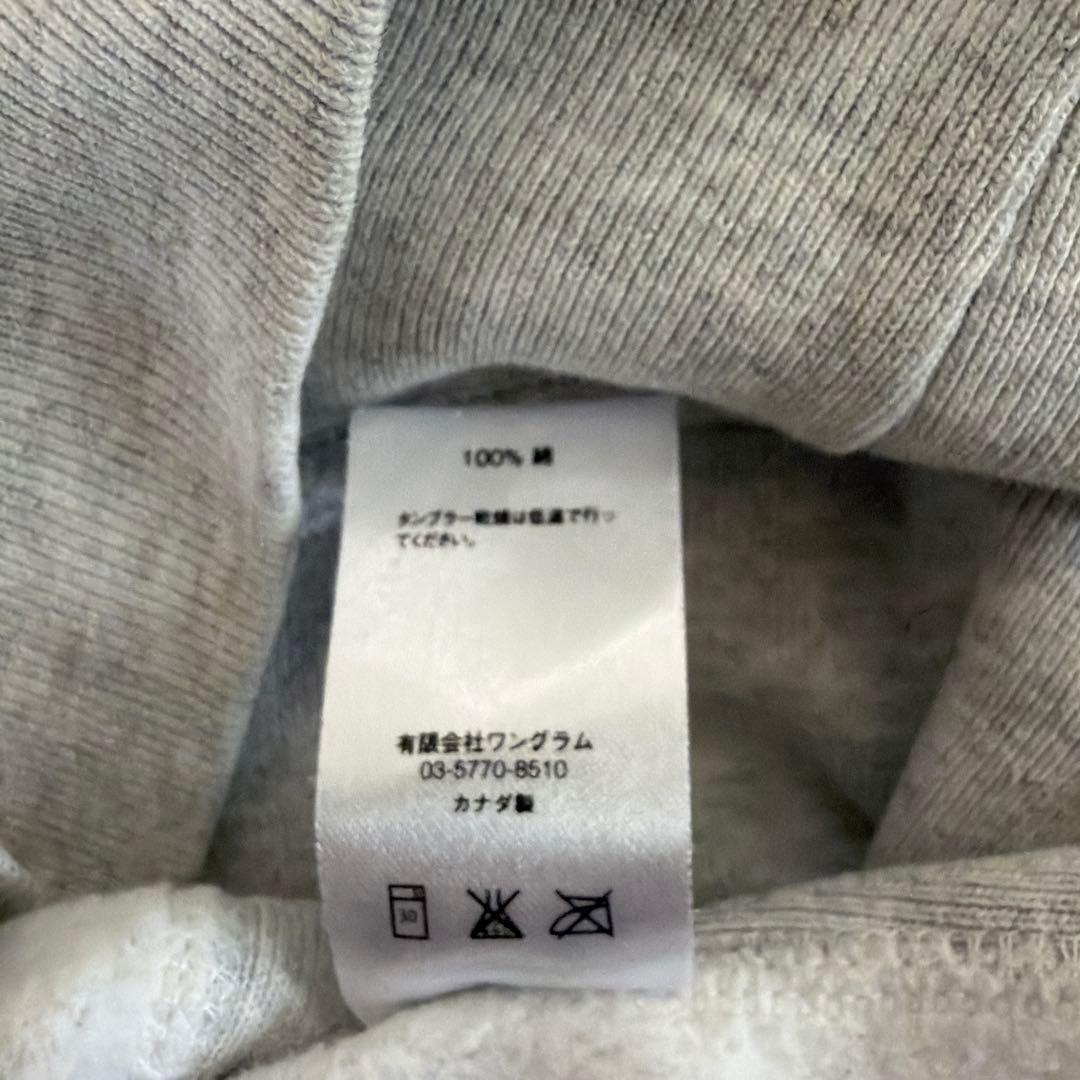 100% 綿
タンブラー乾燥は低温で行っ
てください。
有限会社ワングラム
03-5770-8510
カナダ製
30